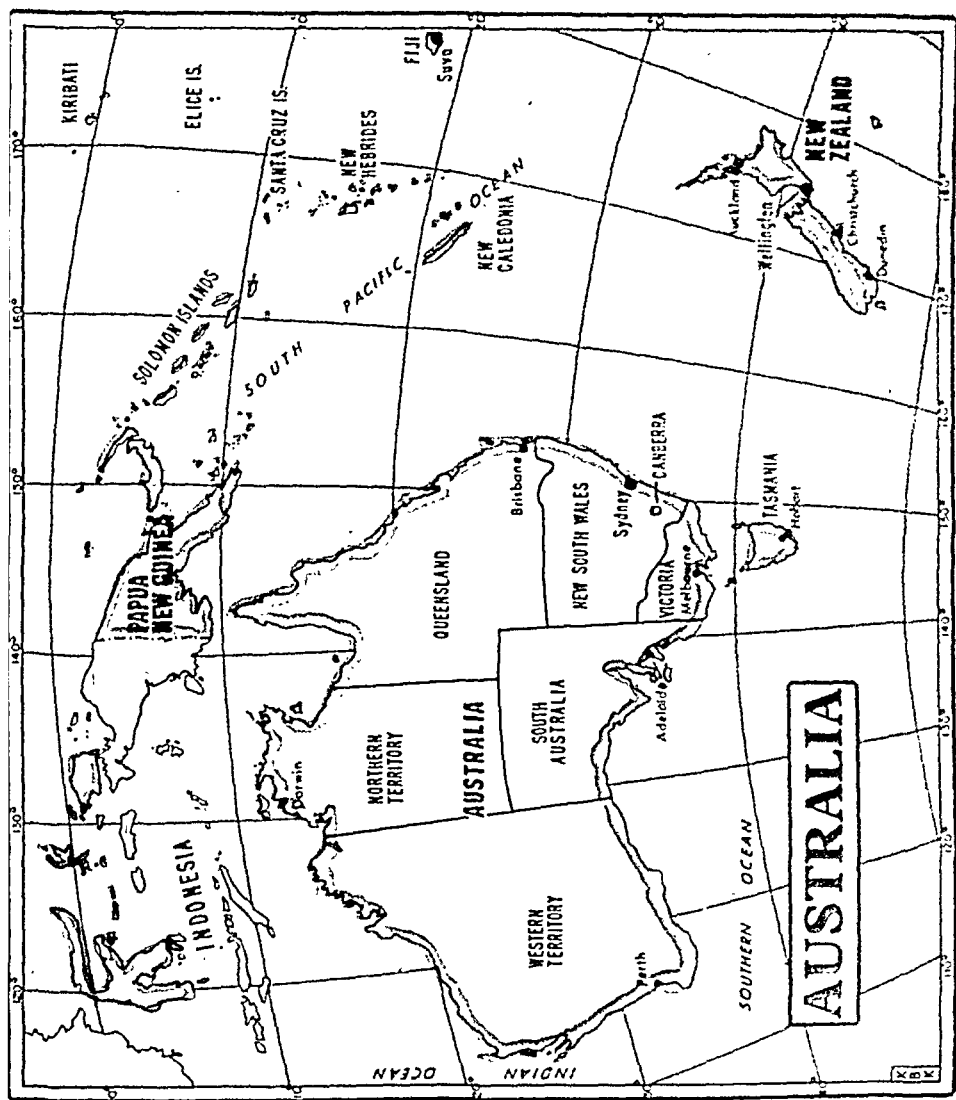 KIRIBATI
ELICE IS.
SANTA CRUZ IS.
NEW
HEBRIDES
FIJI
Suva
SOLOMON ISLANDS
SOUTH PACIFIC OCEAN
NEW
CALEDONIA
PAPUA
NEW GUINEA
INDONESIA
Darwin
NORTHERN
TERRITORY
QUEENSLAND
Brisbane
AUSTRALIA
WESTERN
TERRITORY
Perth
SOUTH
AUSTRALIA
Adelaide
NEW SOUTH WALES
Sydney
CANBERRA
VICTORIA
Melbourne
TASMANIA
Hobart
NEW
ZEALAND
Auckland
Wellington
Christchurch
Dunedin
INDIAN OCEAN
SOUTHERN OCEAN
AUSTRALIA
KBK
120°
130°
140°
150°
160°
170°